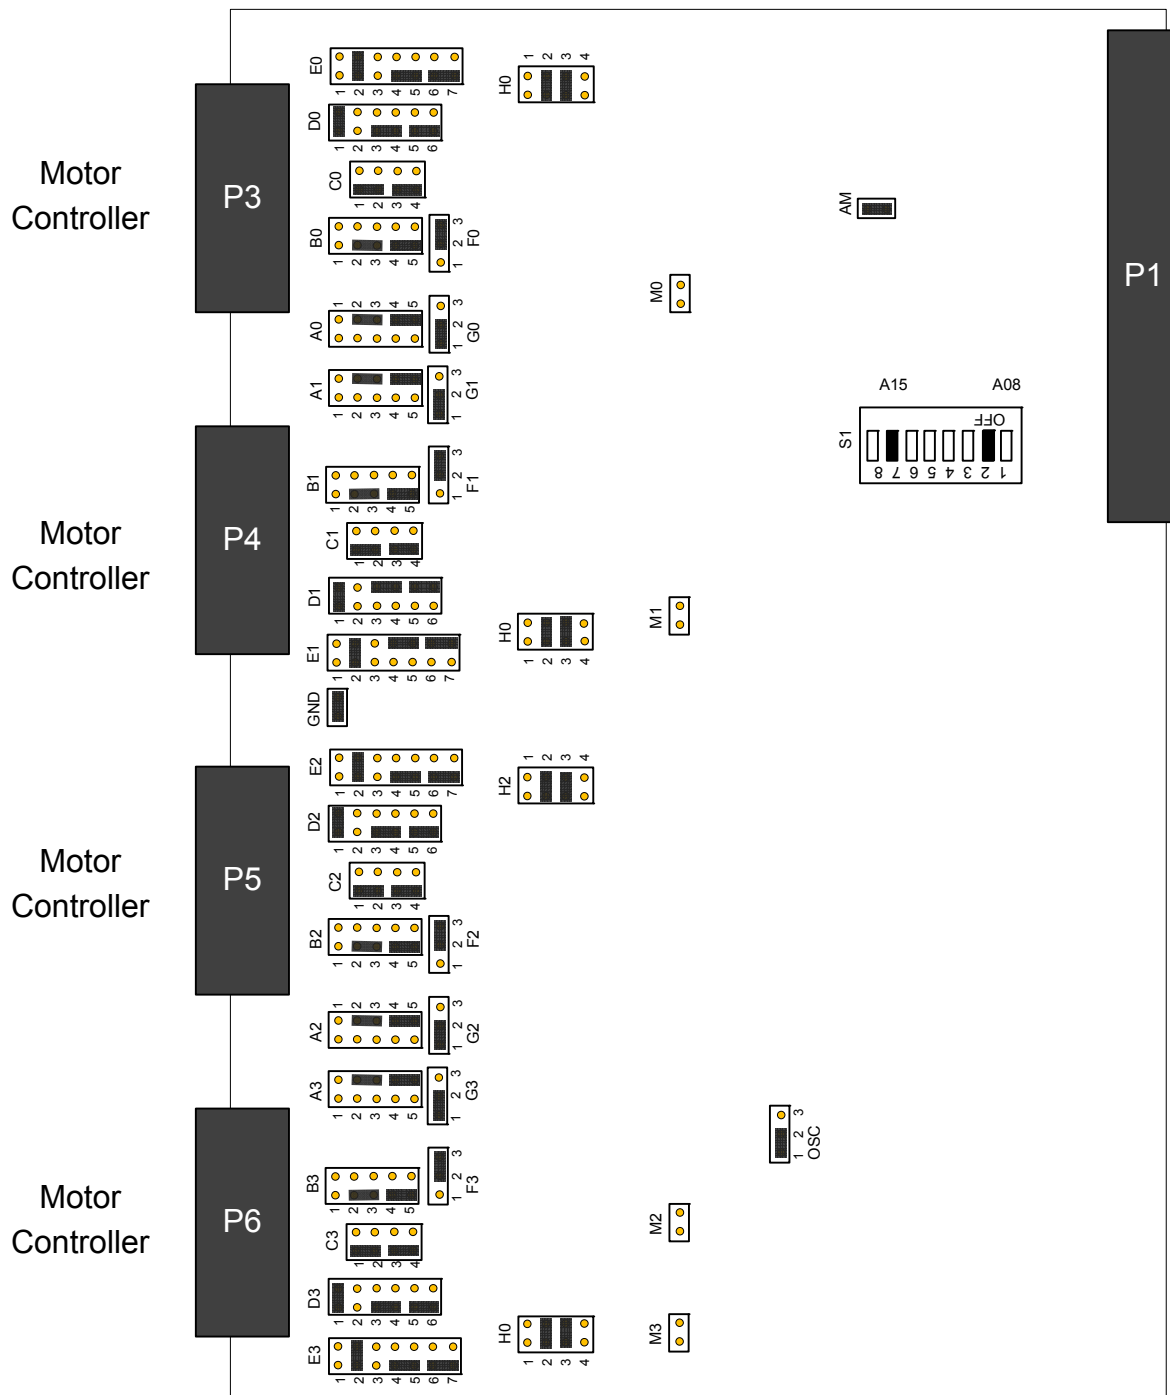 E0
1 2 3 4 5 6 7
H0
1 2 3 4
D0
1 2 3 4 5 6
Motor
Controller
P3
C0
1 2 3 4
AM
B0
1 2 3 4 5
1 2 3
F0
P1
M0
A0
1 2 3 4 5
1 2 3
G0
A1
1 2 3 4 5
1 2 3
G1
A15
A08
S1
OFF
8 7 6 5 4 3 2 1
Motor
Controller
P4
B1
1 2 3 4 5
1 2 3
F1
C1
1 2 3 4
D1
1 2 3 4 5 6
H0
1 2 3 4
M1
E1
1 2 3 4 5 6 7
GND
E2
1 2 3 4 5 6 7
H2
1 2 3 4
D2
1 2 3 4 5 6
Motor
Controller
P5
C2
1 2 3 4
B2
1 2 3 4 5
1 2 3
F2
A2
1 2 3 4 5
1 2 3
G2
A3
1 2 3 4 5
1 2 3
G3
1 2 3
OSC
Motor
Controller
P6
B3
1 2 3 4 5
1 2 3
F3
C3
1 2 3 4
M2
D3
1 2 3 4 5 6
H0
1 2 3 4
M3
E3
1 2 3 4 5 6 7